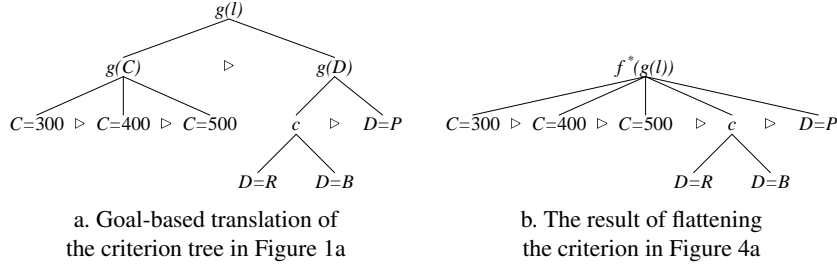 g(l)
g(C) ▷ g(D) f*(g(l))
C=300 ▷ C=400 ▷ C=500 c ▷ D=P C=300 ▷ C=400 ▷ C=500 ▷ c ▷ D=P
D=R D=B D=R D=B
a. Goal-based translation of
the criterion tree in Figure 1a
b. The result of flattening
the criterion in Figure 4a